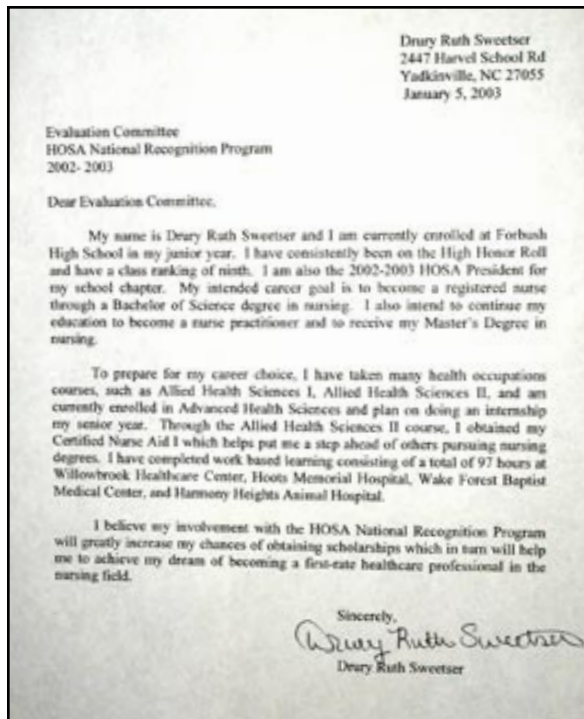 Drury Ruth Sweetser
2447 Harvel School Rd
Yadkinville, NC 27055
January 5, 2003
Evaluation Committee
HOSA National Recognition Program
2002- 2003
Dear Evaluation Committee,
My name is Drury Ruth Sweetser and I am currently enrolled at Forbush
High School in my junior year. I have consistently been on the High Honor Roll
and have a class ranking of ninth. I am also the 2002-2003 HOSA President for
my school chapter. My intended career goal is to become a registered nurse
through a Bachelor of Science degree in nursing. I also intend to continue my
education to become a nurse practitioner and to receive my Master's Degree in
nursing.
To prepare for my career choice, I have taken many health occupations
courses, such as Allied Health Sciences I, Allied Health Sciences II, and am
currently enrolled in Advanced Health Sciences and plan on doing an internship
my senior year. Through the Allied Health Sciences II course, I obtained my
Certified Nurse Aid I which helps put me a step ahead of others pursuing nursing
degrees. I have completed work based learning consisting of a total of 97 hours at
Willowbrook Healthcare Center, Hoots Memorial Hospital, Wake Forest Baptist
Medical Center, and Harmony Heights Animal Hospital.
I believe my involvement with the HOSA National Recognition Program
will greatly increase my chances of obtaining scholarships which in turn will help
me to achieve my dream of becoming a first-rate healthcare professional in the
nursing field.
Sincerely,
Drury Ruth Sweetser
Drury Ruth Sweetser